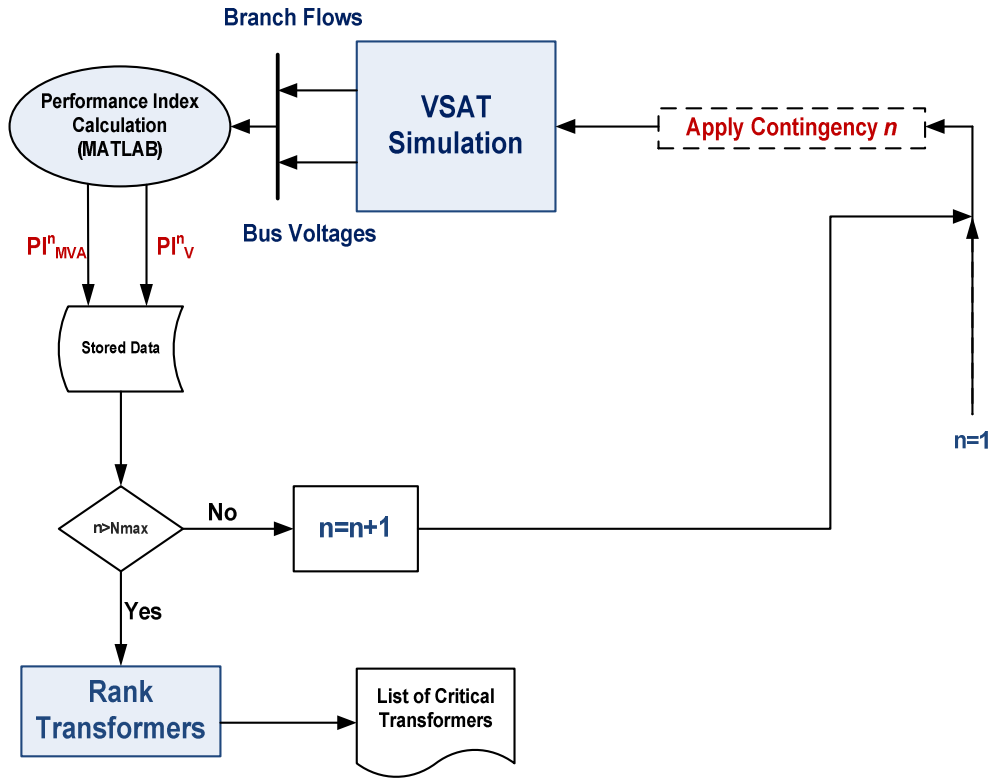 Branch Flows
Performance Index
Calculation
(MATLAB)
VSAT
Simulation
Apply Contingency n
Bus Voltages
PIⁿMVA
PIⁿV
Stored Data
n=1
n>Nmax
No
n=n+1
Yes
Rank
Transformers
List of Critical
Transformers